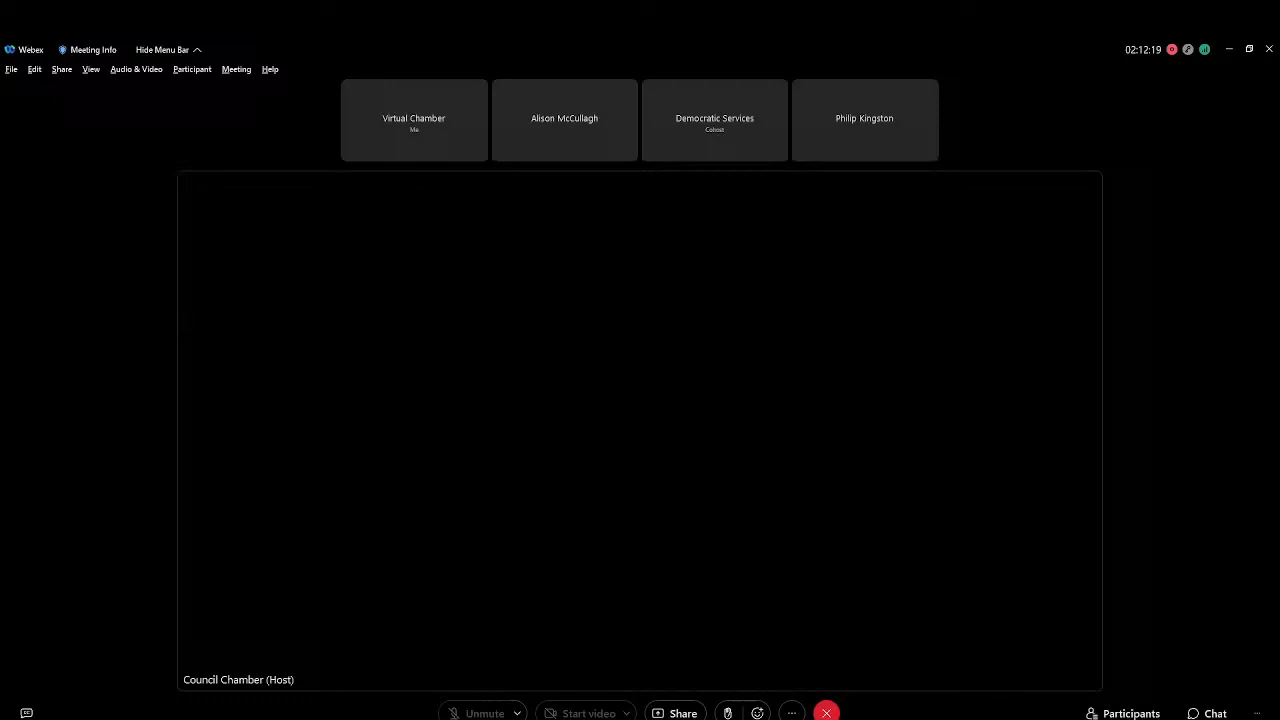 Webex
Meeting Info
Hide Menu Bar
02:12:19
File Edit Share View Audio & Video Participant Meeting Help
Virtual Chamber
Me
Alison McCullagh
Democratic Services
Cohost
Philip Kingston
Council Chamber (Host)
Unmute
Start video
Share
Participants
Chat